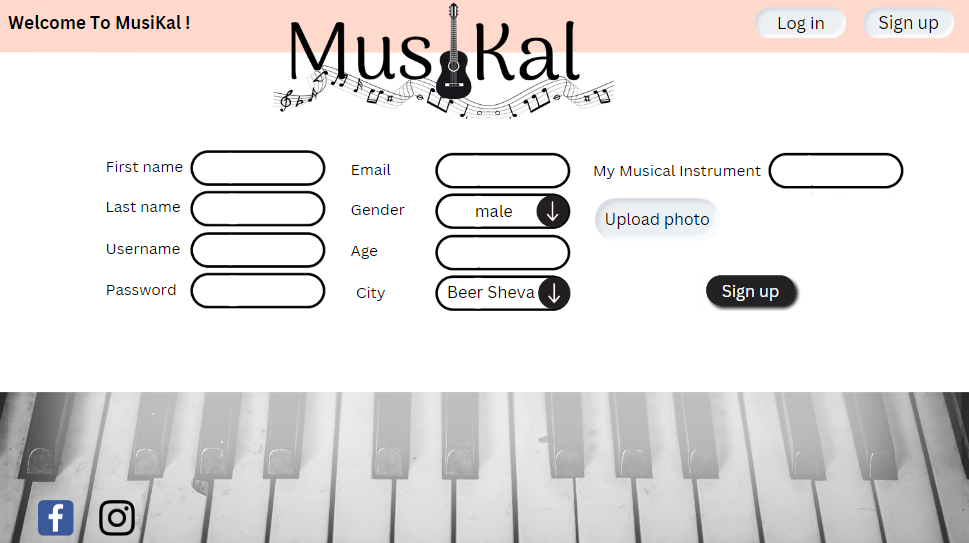 Welcome To MusiKal !
MusiKal
Log in
Sign up
First name
Last name
Username
Password
Email
Gender
male
Age
City
Beer Sheva
My Musical Instrument
Upload photo
Sign up